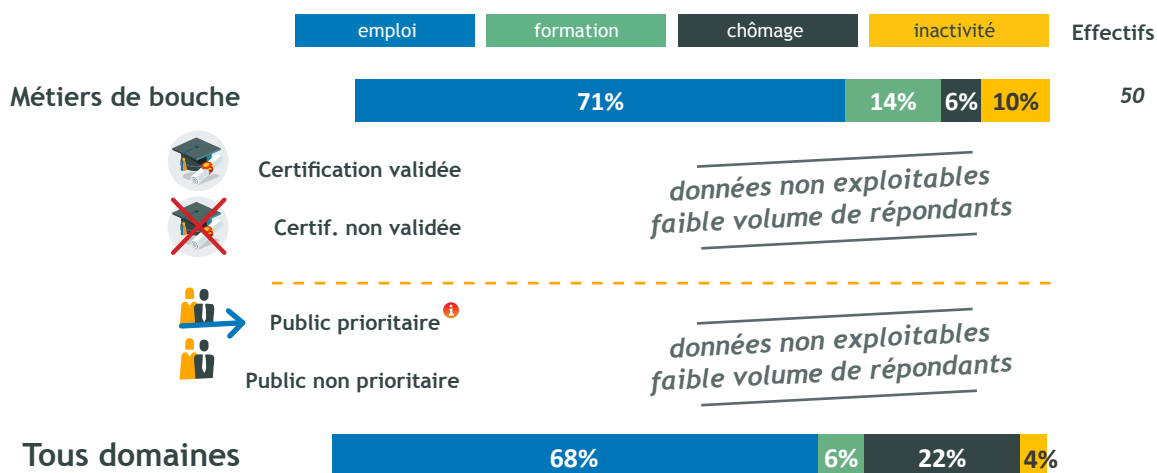 emploi formation chômage inactivité Effectifs
Métiers de bouche 71% 14% 6% 10% 50
Certification validée
Certif. non validée
données non exploitables
faible volume de répondants
Public prioritaire i
Public non prioritaire
données non exploitables
faible volume de répondants
Tous domaines 68% 6% 22% 4%